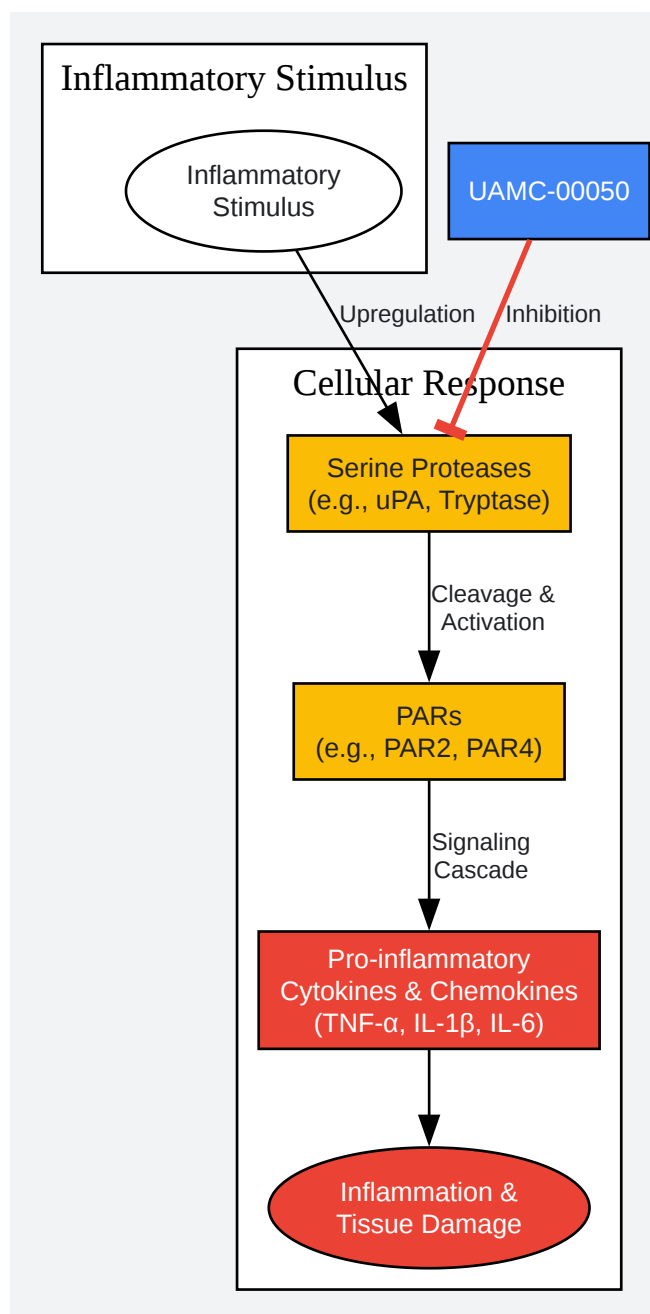 Inflammatory Stimulus
Inflammatory
Stimulus
UAMC-00050
Upregulation
Inhibition
Cellular Response
Serine Proteases
(e.g., uPA, Tryptase)
Cleavage &
Activation
PARs
(e.g., PAR2, PAR4)
Signaling
Cascade
Pro-inflammatory
Cytokines & Chemokines
(TNF-α, IL-1β, IL-6)
Inflammation &
Tissue Damage